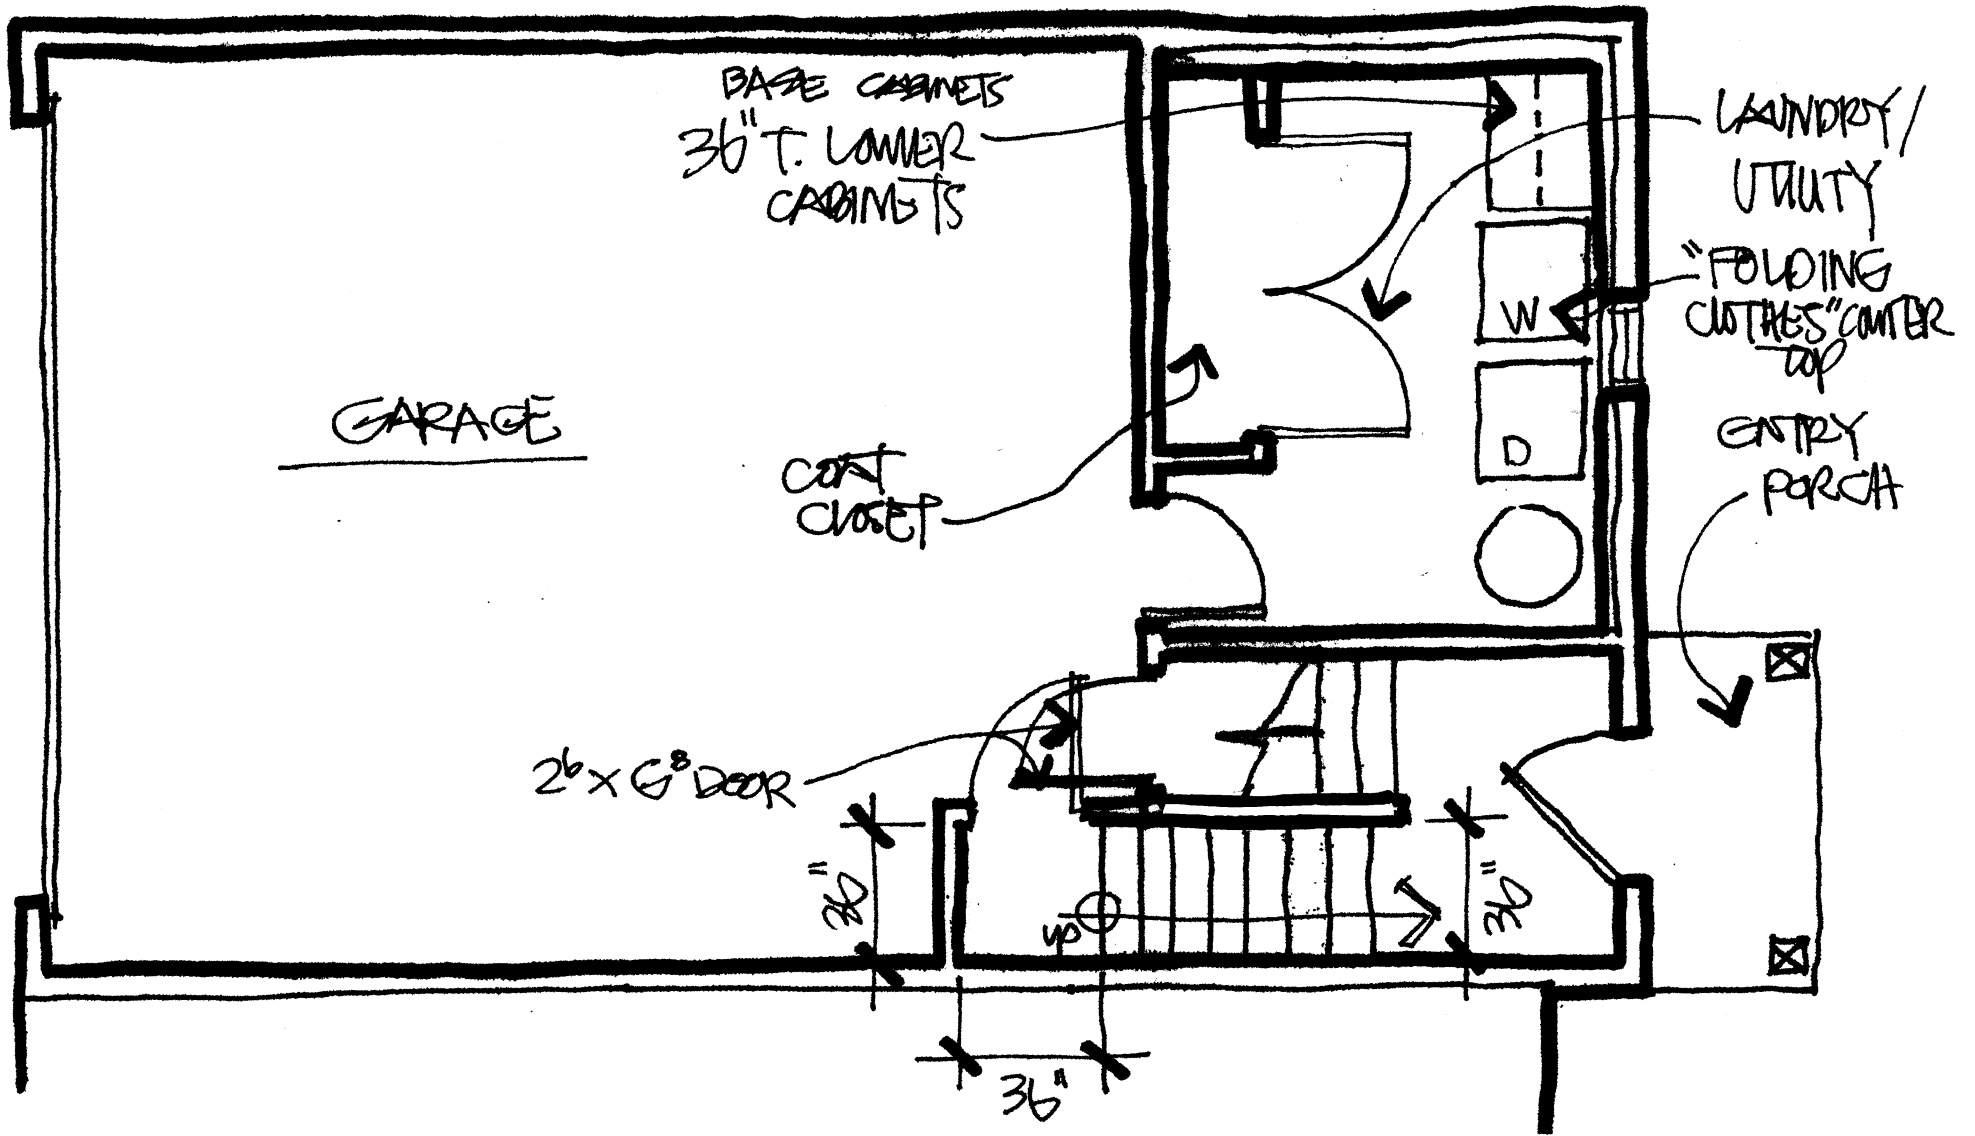 BASE CABINETS
36" T. LOWER
CABINETS
LAUNDRY/
UTILITY
"FOLDING
CLOTHES" COUNTER
TOP
W
GARAGE
D
ENTRY
PORCH
COAT
CLOSET
2⁶ X 6⁸ DOOR
36"
36"
UP
36"